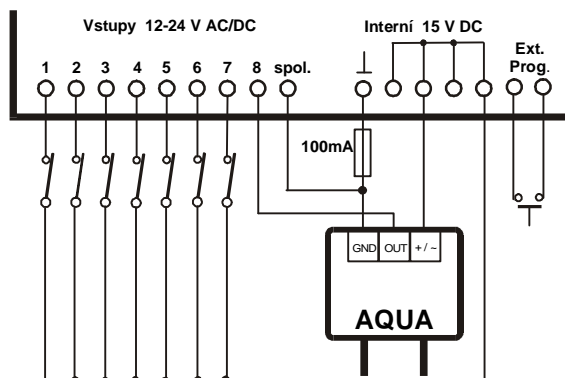 Vstupy 12-24 V AC/DC
Interní 15 V DC
Ext.
Prog.
1 2 3 4 5 6 7 8 spol.
100mA
GND OUT +/~
AQUA